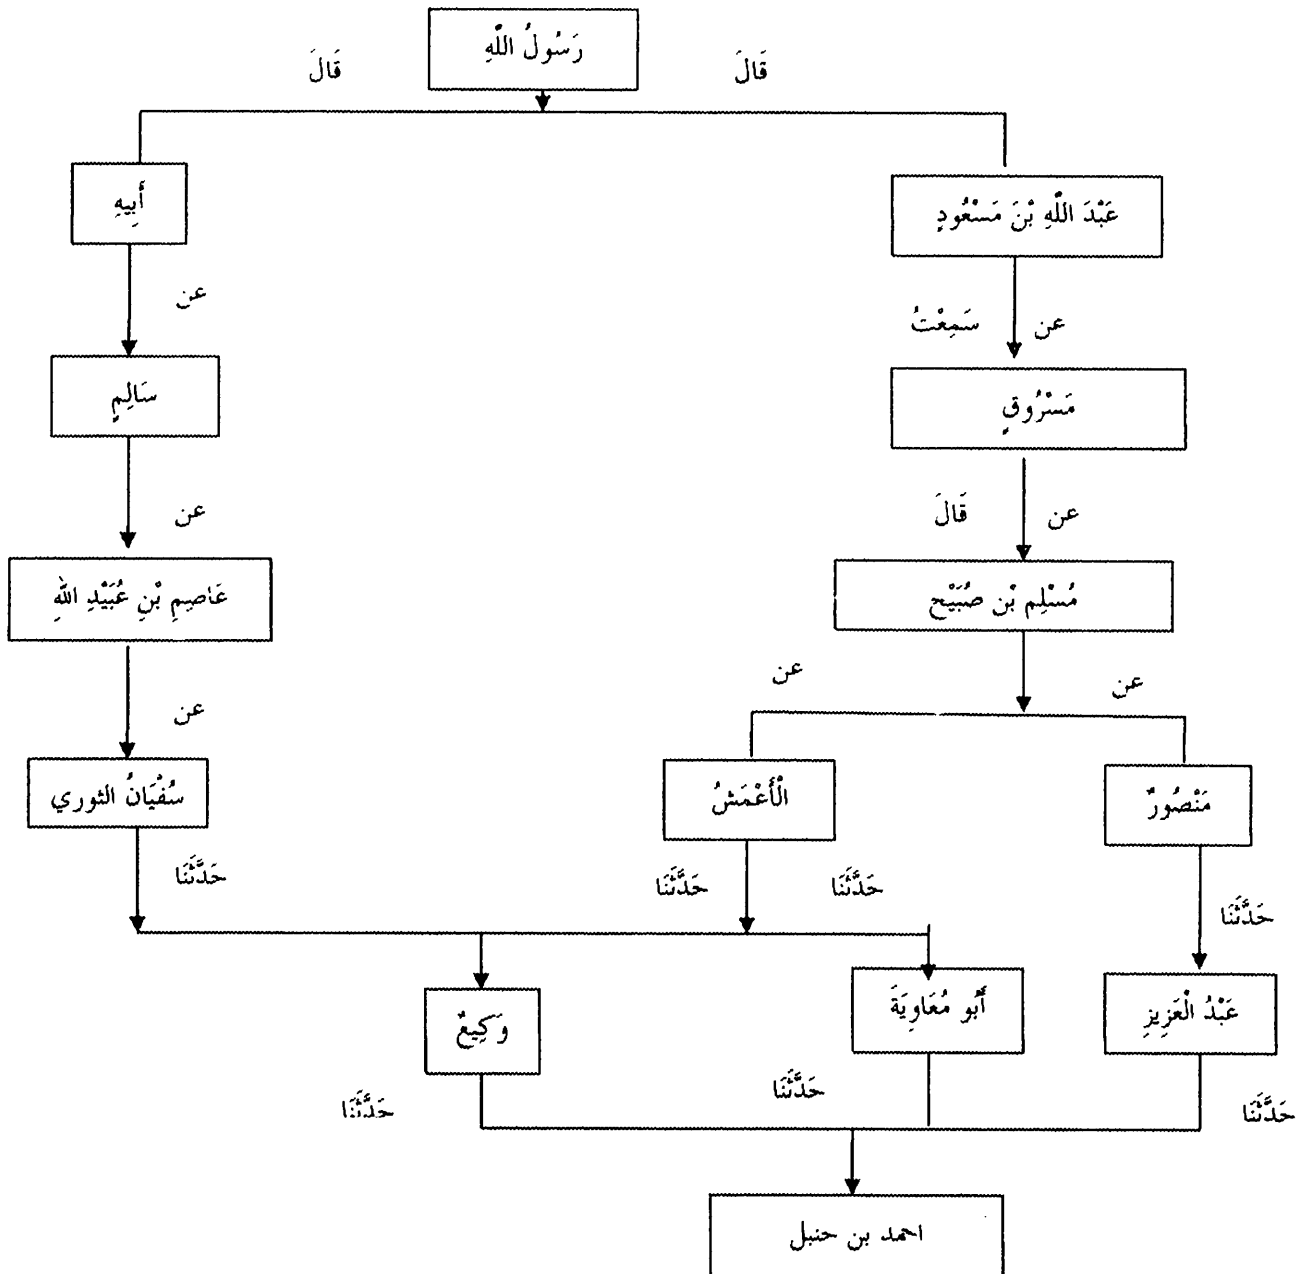 رَسُولُ اللَّهِ
قَالَ
قَالَ
عَبْدَ اللَّهِ بْنَ مَسْعُودٍ
أَبِيهِ
عن
سَمِعْتُ
عن
مَسْرُوقٍ
سَالِمٍ
عن
قَالَ
عن
مُسْلِم بْن صُبَيْح
عَاصِمِ بْنِ عُبَيْدِ اللهِ
عن
عن
عن
مَنْصُورٌ
الْأَعْمَشُ
سُفْيَانُ الثوري
حَدَّثَنَا
حَدَّثَنَا
حَدَّثَنَا
حَدَّثَنَا
عَبْدُ الْعَزِيزِ
أَبُو مُعَاوِيَةَ
وَكِيعٌ
حَدَّثَنَا
حَدَّثَنَا
حَدَّثَنَا
احمد بن حنبل